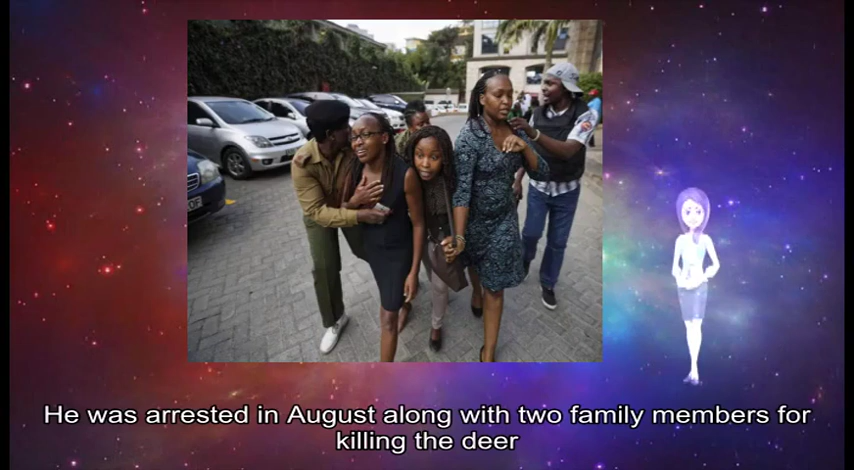 He was arrested in August along with two family members for
killing the deer